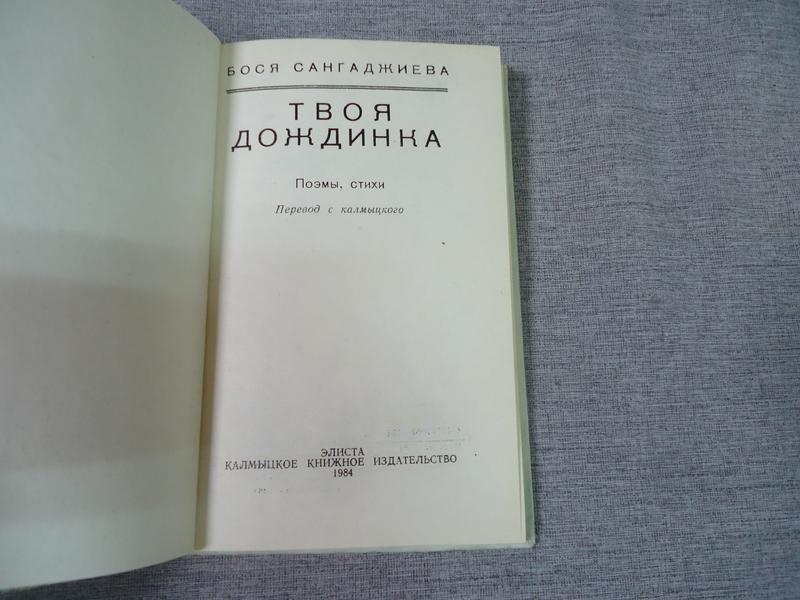 БОСЯ САНГАДЖИЕВА
ТВОЯ
ДОЖДИНКА
Поэмы, стихи
Перевод с калмыцкого
ЭЛИСТА
КАЛМЫЦКОЕ КНИЖНОЕ ИЗДАТЕЛЬСТВО
1984